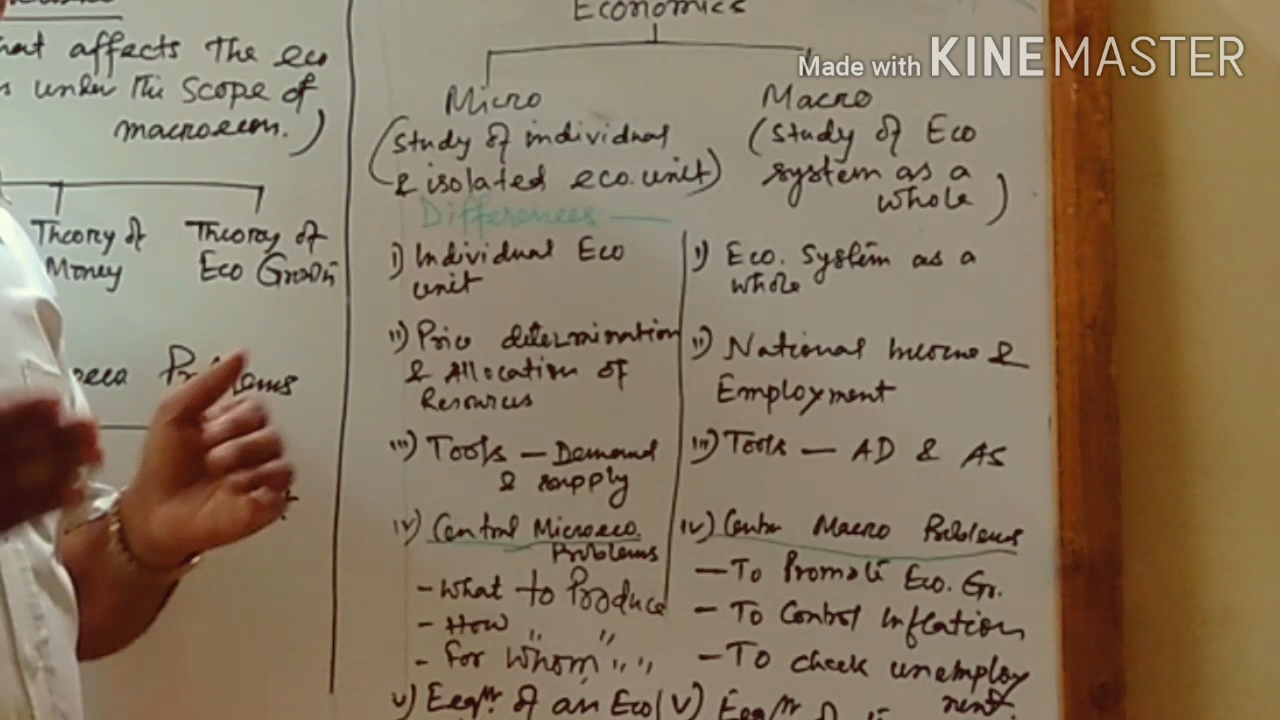 affects The eco
under the scope of
macroecon.)
Theory of
Money
Theory of
Eco Growth
Economics
Made with KINEMASTER
Micro
(Study of individual
& isolated eco. unit)
Macro
(Study of Eco
system as a
whole)
Differences
i) Individual Eco
unit
ii) Price determination
& Allocation of
Resources
iii) Tools — Demand
& supply
iv) Central Microeco.
Problems
- What to Produce
- How " "
- For Whom " "
v) Eqm. of an Eco
i) Eco. System as a
whole
ii) National Income &
Employment
iii) Tools — AD & AS
iv) Macro Problems
— To Promote Eco. Gr.
— To Control Inflation
— To check unemploy
ment.
V)